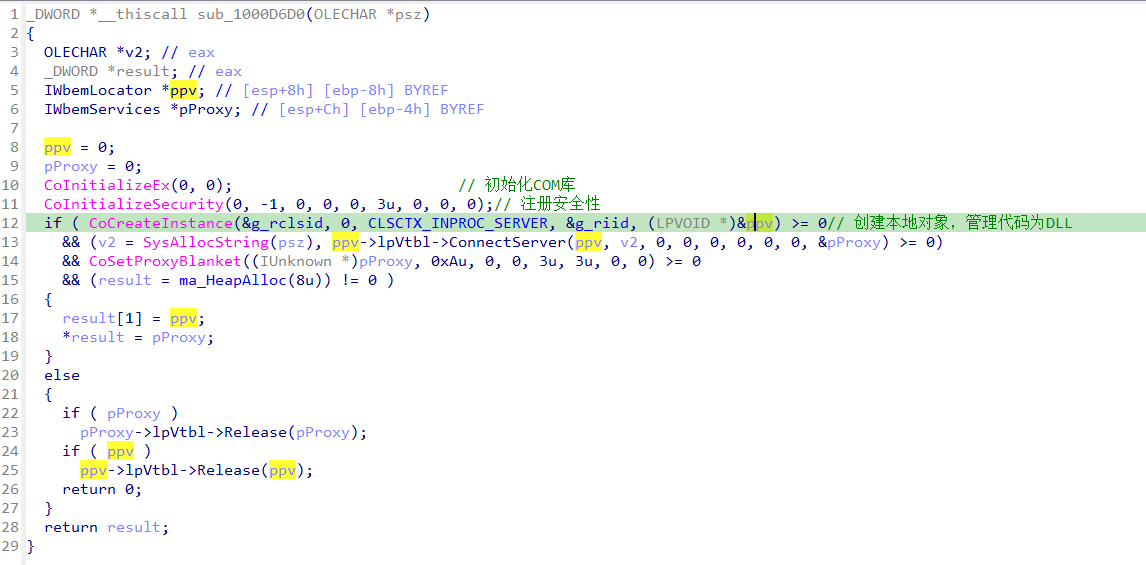 1 _DWORD *__thiscall sub_1000D6D0(OLECHAR *psz)
2 {
3 OLECHAR *v2; // eax
4 _DWORD *result; // eax
5 IWbemLocator *ppv; // [esp+8h] [ebp-8h] BYREF
6 IWbemServices *pProxy; // [esp+Ch] [ebp-4h] BYREF
7
8 ppv = 0;
9 pProxy = 0;
10 CoInitializeEx(0, 0); // 初始化COM库
11 CoInitializeSecurity(0, -1, 0, 0, 0, 3u, 0, 0, 0);// 注册安全性
12 if ( CoCreateInstance(&g_rclsid, 0, CLSCTX_INPROC_SERVER, &g_riid, (LPVOID *)&ppv) >= 0// 创建本地对象，管理代码为DLL
13 && (v2 = SysAllocString(psz), ppv->lpVtbl->ConnectServer(ppv, v2, 0, 0, 0, 0, 0, 0, &pProxy) >= 0)
14 && CoSetProxyBlanket((IUnknown *)pProxy, 0xAu, 0, 0, 3u, 3u, 0, 0) >= 0
15 && (result = ma_HeapAlloc(8u)) != 0 )
16 {
17 result[1] = ppv;
18 *result = pProxy;
19 }
20 else
21 {
22 if ( pProxy )
23 pProxy->lpVtbl->Release(pProxy);
24 if ( ppv )
25 ppv->lpVtbl->Release(ppv);
26 return 0;
27 }
28 return result;
29 }